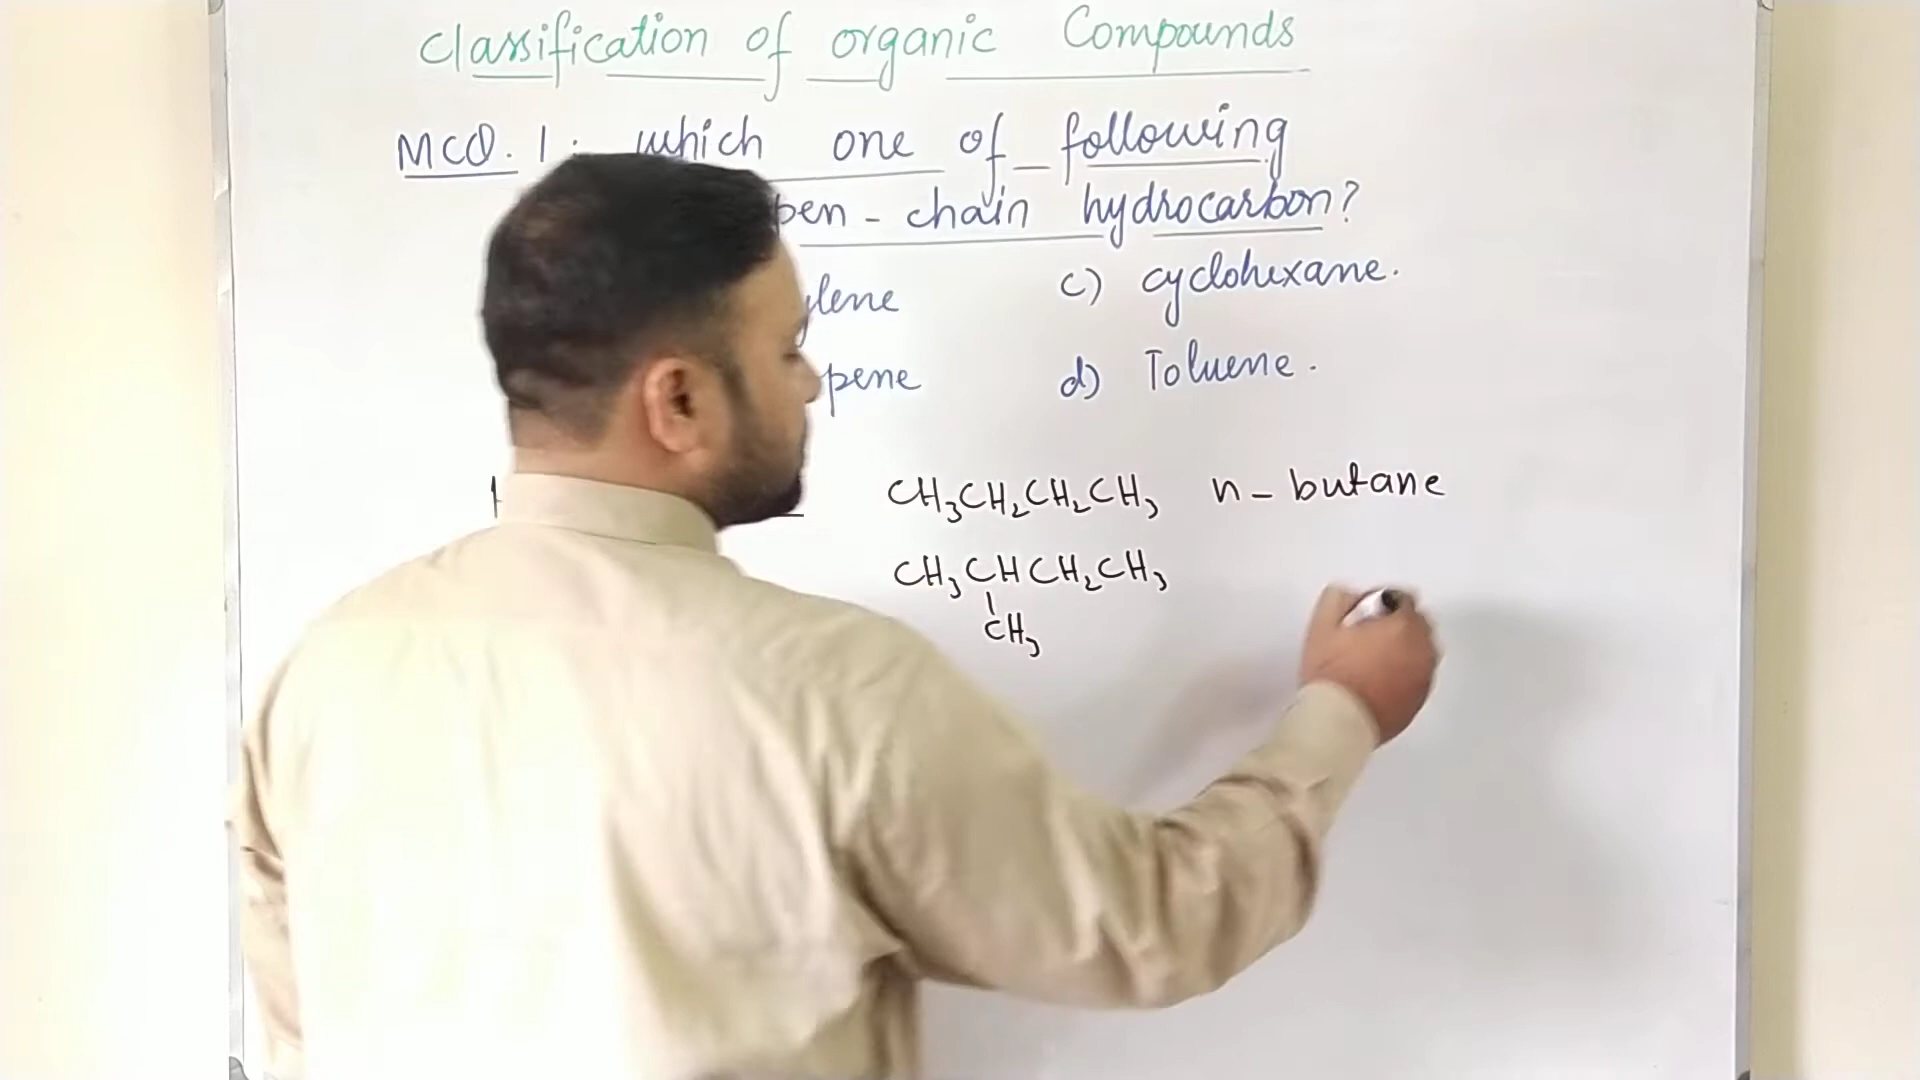 Classification of organic Compounds
MCQ. 1: which one of following
pen-chain hydrocarbon?
ylene c) cyclohexane.
pene d) Toluene.
CH₃CH₂CH₂CH₃ n-butane
CH₃CHCH₂CH₃
CH₃